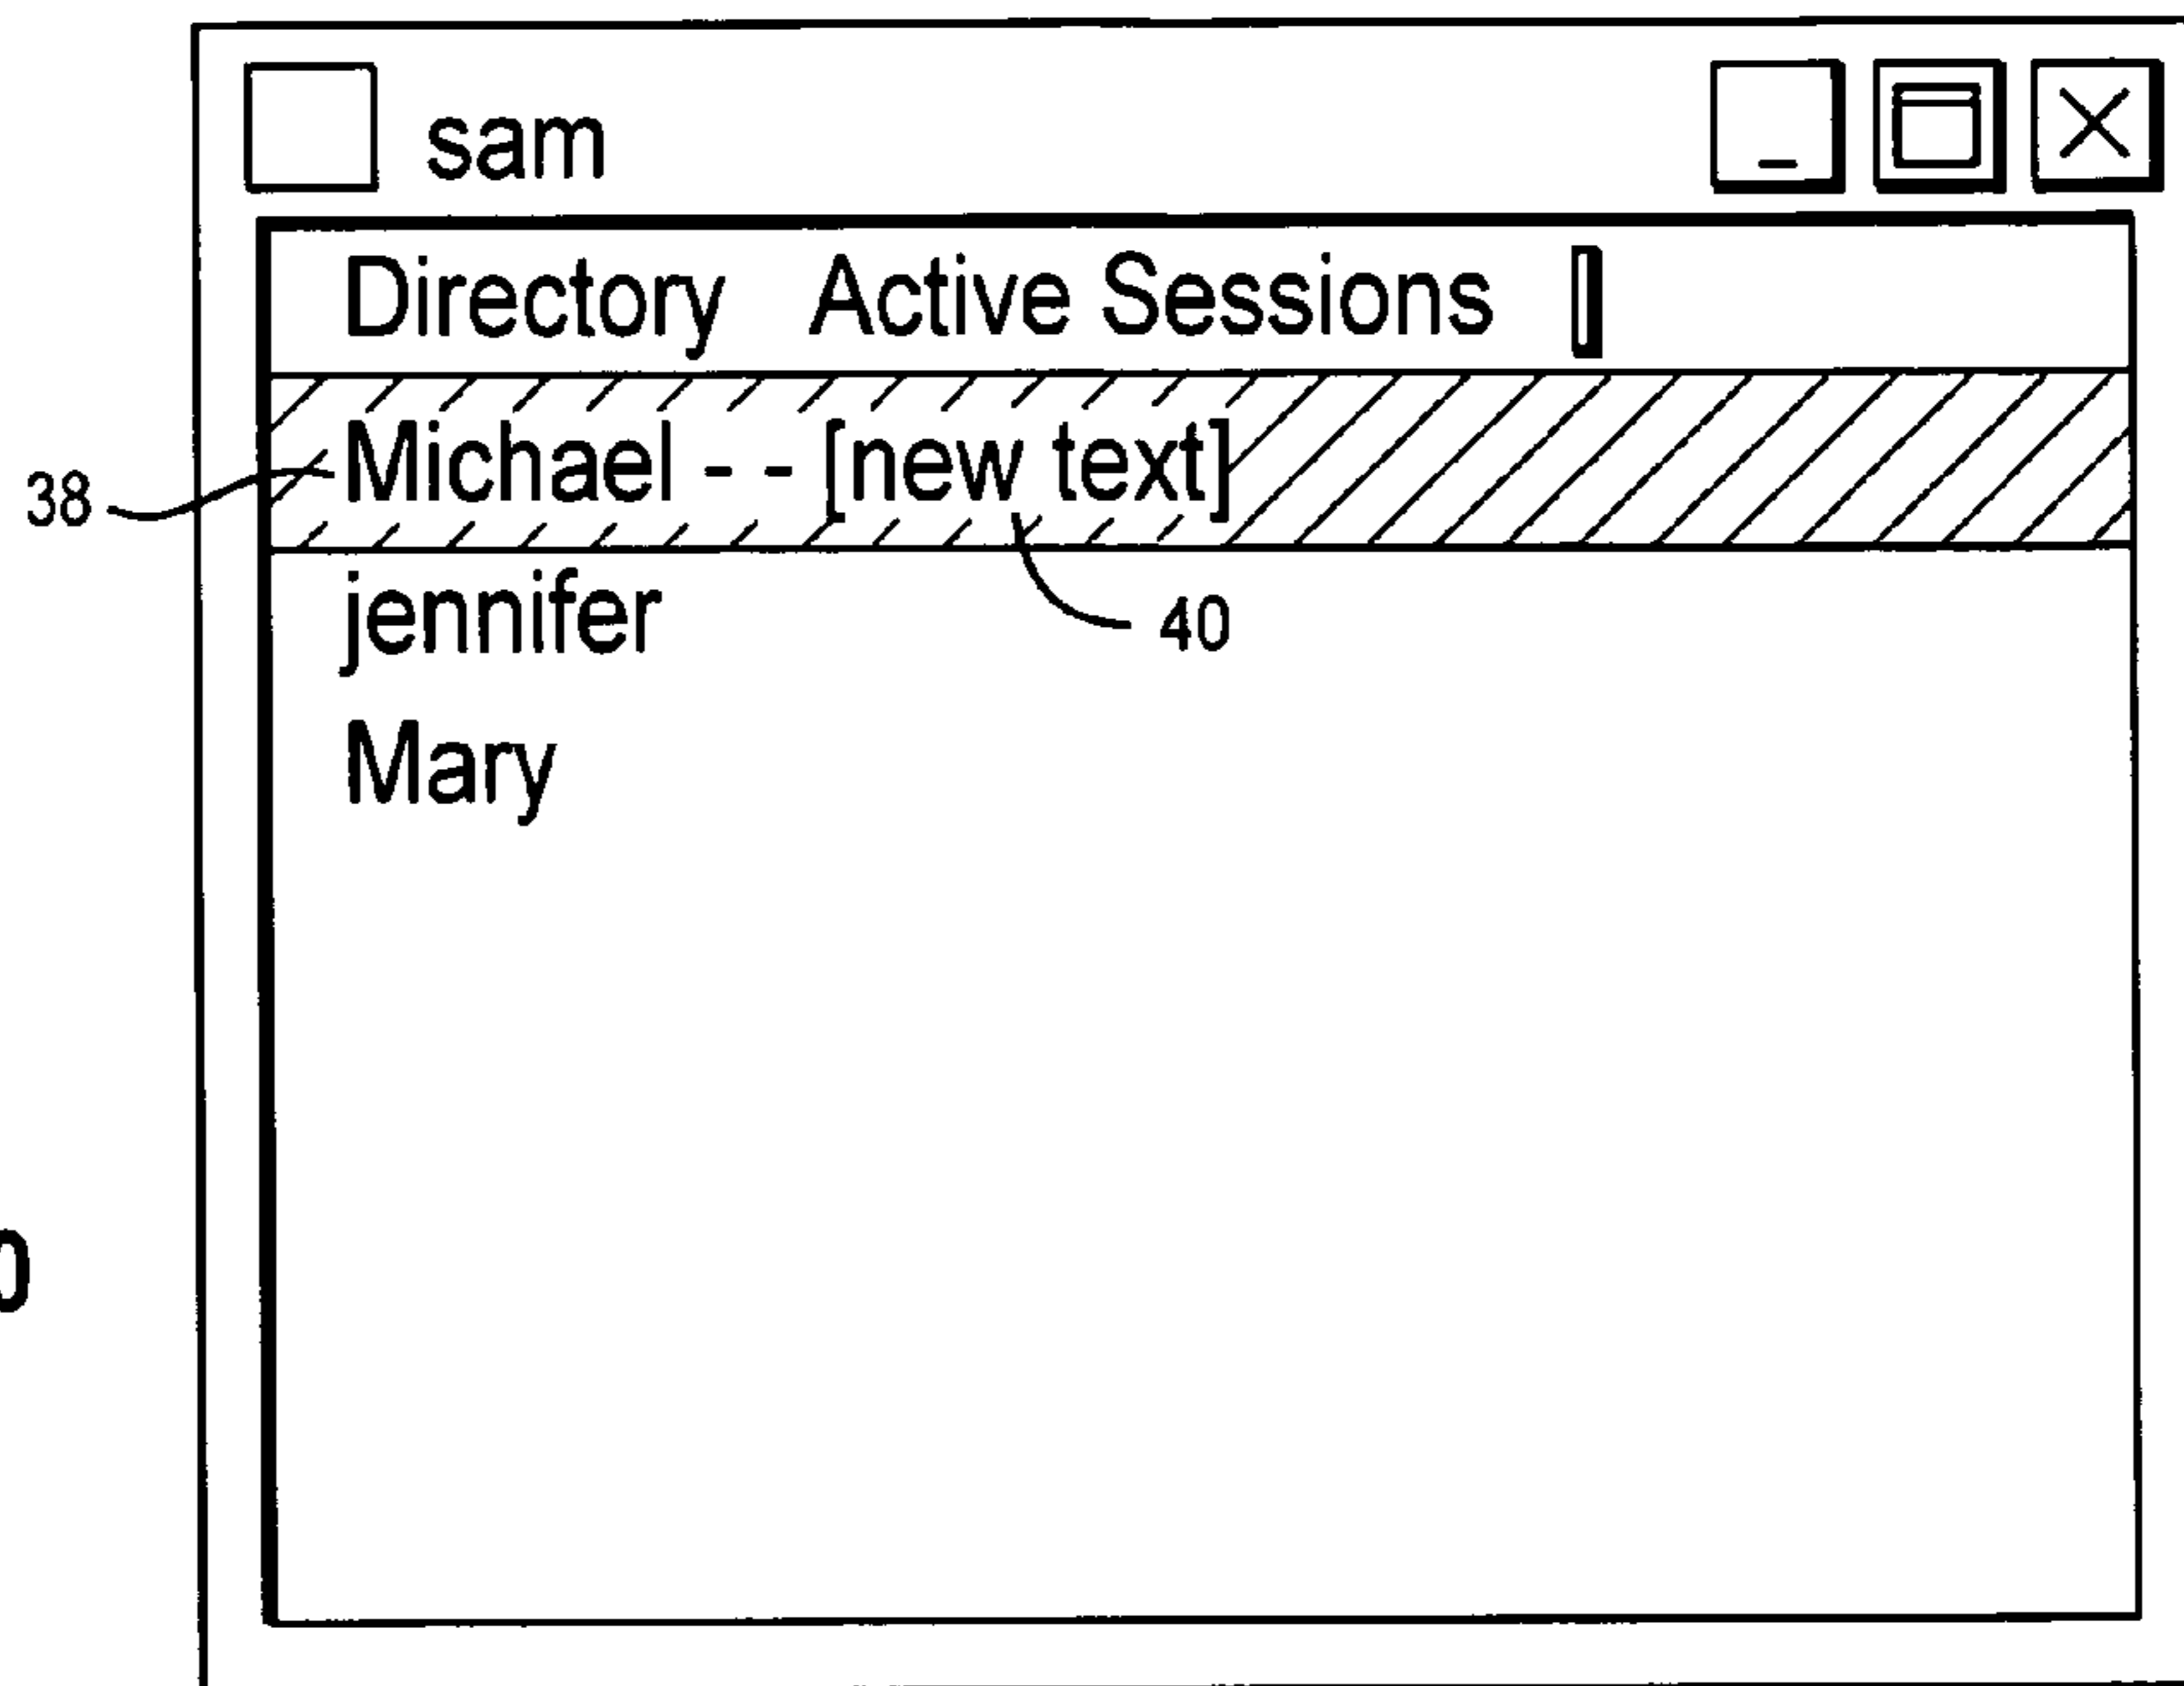 sam
Directory Active Sessions
38 Michael - - [new text]
jennifer
40
Mary